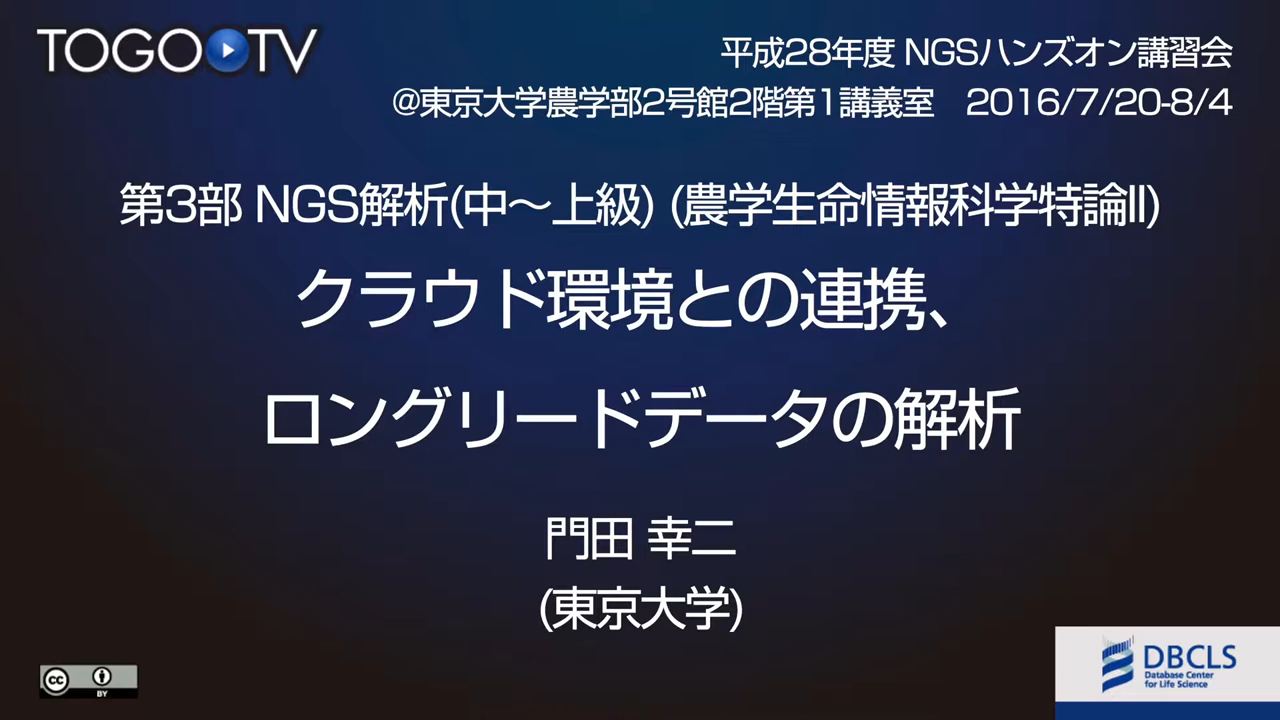 TOGO TV
平成28年度 NGSハンズオン講習会
@東京大学農学部2号館2階第1講義室 2016/7/20-8/4
第3部 NGS解析(中～上級) (農学生命情報科学特論II)
クラウド環境との連携、
ロングリードデータの解析
門田 幸二
(東京大学)
cc
BY
DBCLS
Database Center
for Life Science